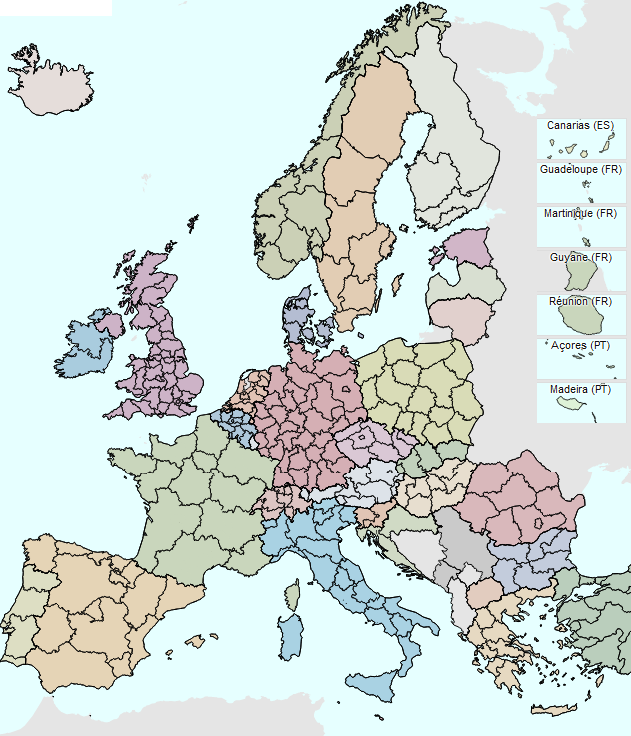 Canarias (ES)
Guadeloupe (FR)
Martinique (FR)
Guyane (FR)
Réunion (FR)
Açores (PT)
Madeira (PT)